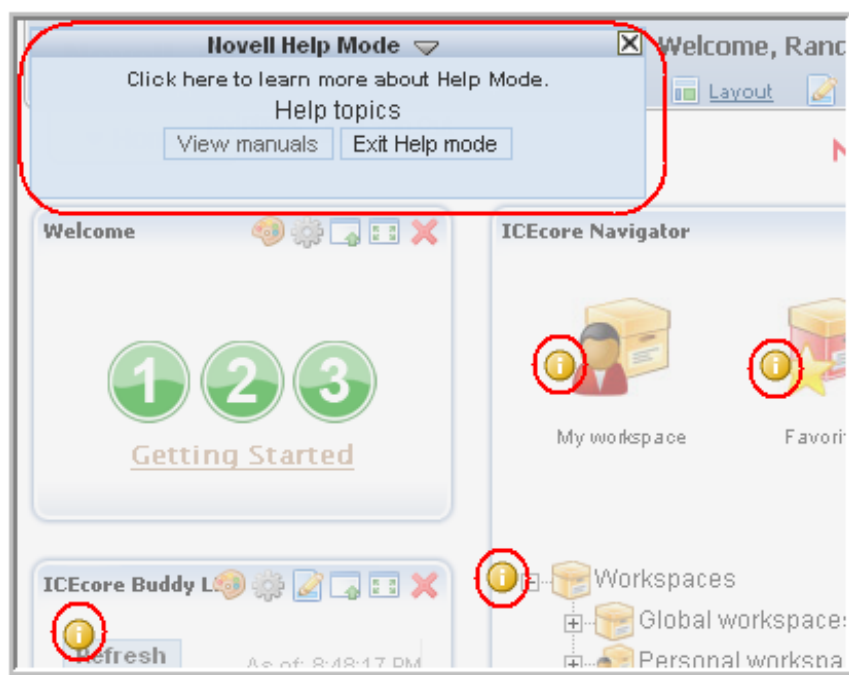 Novell Help Mode
Click here to learn more about Help Mode.
Help topics
View manuals Exit Help mode
Welcome, Ranc
Layout
Welcome
1 2 3
Getting Started
ICEcore Navigator
My workspace
Favori
Workspaces
Global workspace
Personal workspa
ICEcore Buddy L
Refresh
As of: 8:48:17 PM